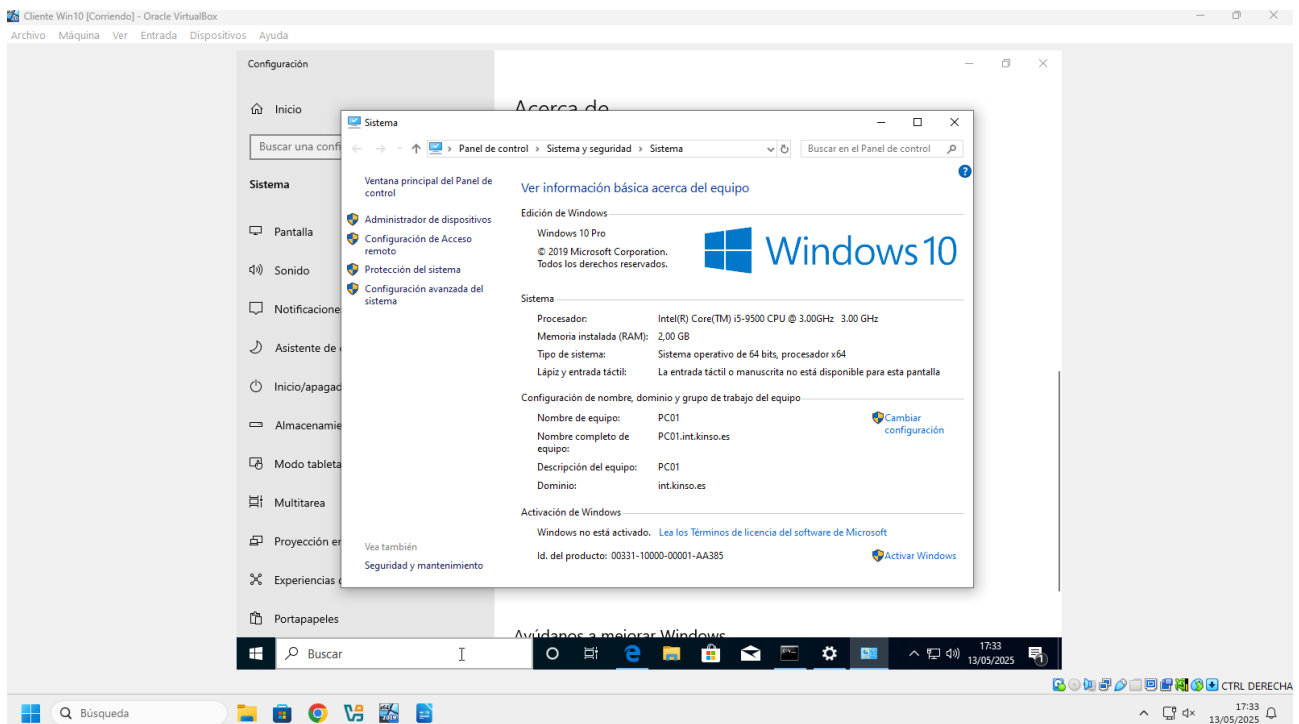 Cliente Win10 [Corriendo] - Oracle VirtualBox
Archivo Máquina Ver Entrada Dispositivos Ayuda
Configuración
Inicio
Acerca de
Buscar una confi
Sistema
Pantalla
Sonido
Notificacione
Asistente de
Inicio/apagad
Almacenamie
Modo tableta
Multitarea
Proyección en
Experiencias
Portapapeles
Sistema
Panel de control › Sistema y seguridad › Sistema
Buscar en el Panel de control
Ventana principal del Panel de
control
Administrador de dispositivos
Configuración de Acceso
remoto
Protección del sistema
Configuración avanzada del
sistema
Vea también
Seguridad y mantenimiento
Ver información básica acerca del equipo
Edición de Windows
Windows 10 Pro
© 2019 Microsoft Corporation.
Todos los derechos reservados.
Windows 10
Sistema
Procesador: Intel(R) Core(TM) i5-9500 CPU @ 3.00GHz 3.00 GHz
Memoria instalada (RAM): 2,00 GB
Tipo de sistema: Sistema operativo de 64 bits, procesador x64
Lápiz y entrada táctil: La entrada táctil o manuscrita no está disponible para esta pantalla
Configuración de nombre, dominio y grupo de trabajo del equipo
Nombre de equipo: PC01
Cambiar
configuración
Nombre completo de
equipo: PC01.int.kinso.es
Descripción del equipo: PC01
Dominio: int.kinso.es
Activación de Windows
Windows no está activado. Lea los Términos de licencia del software de Microsoft
Id. del producto: 00331-10000-00001-AA385
Activar Windows
Ayúdanos a mejorar Windows
Buscar
17:33
13/05/2025
1
CTRL DERECHA
Búsqueda
17:33
13/05/2025